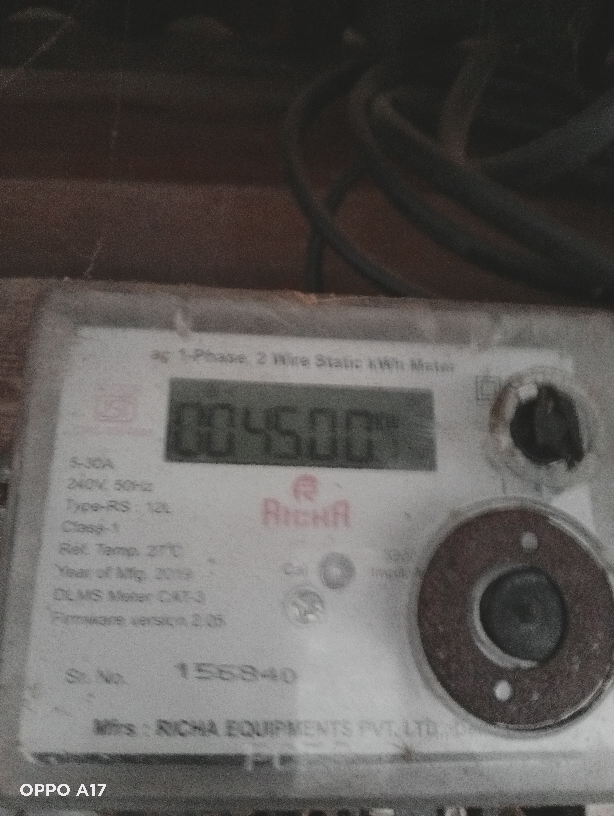 ac 1-Phase, 2 Wire Static kWh Meter
004500
5-30A
240V, 50Hz
Type-RS 12L
Class-1
Ref. Temp. 27°C
Year of Mfg. 2019
DLMS Meter CAT-3
Firmware version 2.05
RICHA
Cal
Sr. No. 156840
Mfrs : RICHA EQUIPMENTS PVT. LTD.
OPPO A17